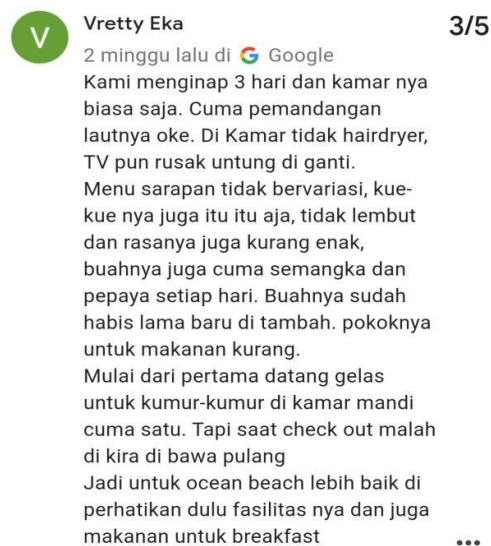 V
Vretty Eka
3/5
2 minggu lalu di G Google
Kami menginap 3 hari dan kamar nya
biasa saja. Cuma pemandangan
lautnya oke. Di Kamar tidak hairdryer,
TV pun rusak untung di ganti.
Menu sarapan tidak bervariasi, kue-
kue nya juga itu itu aja, tidak lembut
dan rasanya juga kurang enak,
buahnya juga cuma semangka dan
pepaya setiap hari. Buahnya sudah
habis lama baru di tambah. pokoknya
untuk makanan kurang.
Mulai dari pertama datang gelas
untuk kumur-kumur di kamar mandi
cuma satu. Tapi saat check out malah
di kira di bawa pulang
Jadi untuk ocean beach lebih baik di
perhatikan dulu fasilitas nya dan juga
makanan untuk breakfast